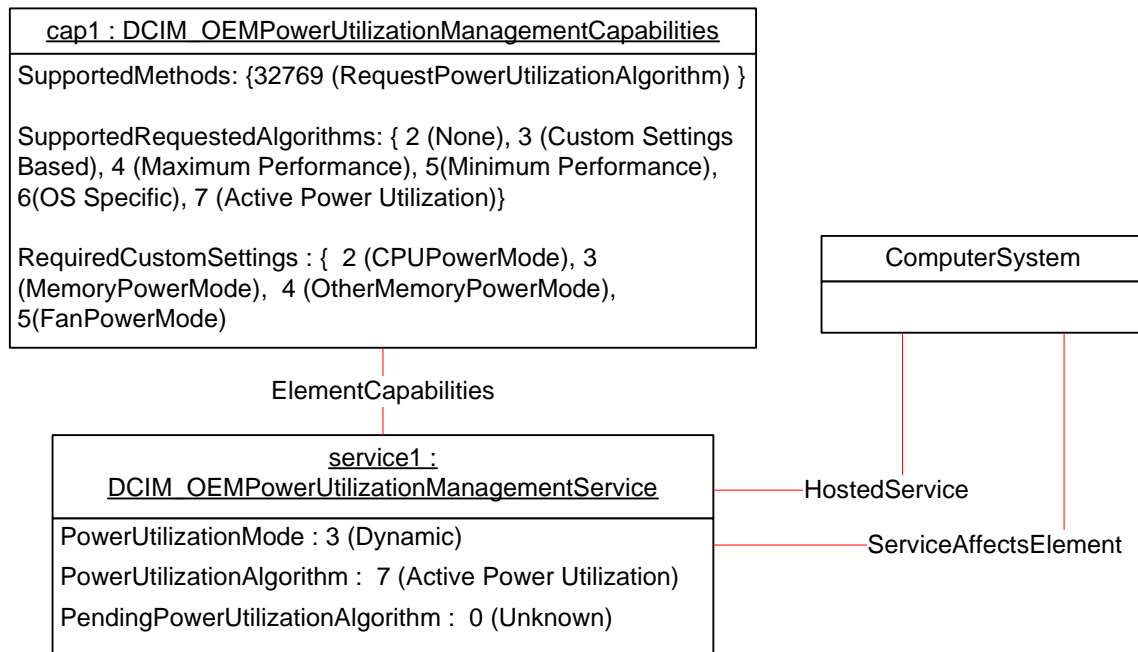 cap1 : DCIM_OEMPowerUtilizationManagementCapabilities
SupportedMethods: {32769 (RequestPowerUtilizationAlgorithm) }
SupportedRequestedAlgorithms: { 2 (None), 3 (Custom Settings
Based), 4 (Maximum Performance), 5(Minimum Performance),
6(OS Specific), 7 (Active Power Utilization)}
RequiredCustomSettings : {  2 (CPUPowerMode), 3
(MemoryPowerMode),  4 (OtherMemoryPowerMode),
5(FanPowerMode)
ComputerSystem
ElementCapabilities
service1 :
DCIM_OEMPowerUtilizationManagementService
HostedService
PowerUtilizationMode : 3 (Dynamic)
ServiceAffectsElement
PowerUtilizationAlgorithm :  7 (Active Power Utilization)
PendingPowerUtilizationAlgorithm :  0 (Unknown)